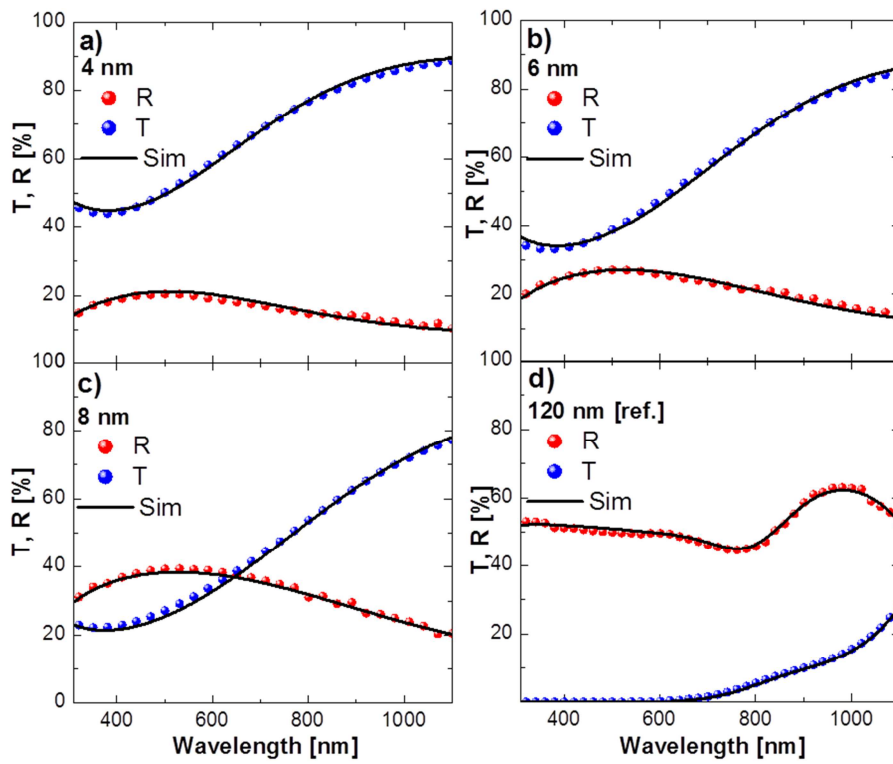 100
a)
4 nm
80
R
T
60
Sim
T, R [%]
40
20
100
b)
6 nm
80
R
T
60
Sim
T, R [%]
40
20
100
c)
8 nm
80
R
T
60
Sim
T, R [%]
40
20
0
400 600 800 1000
Wavelength [nm]
100
d)
120 nm [ref.]
80
R
T
60
Sim
T, R [%]
40
20
400 600 800 1000
Wavelength [nm]